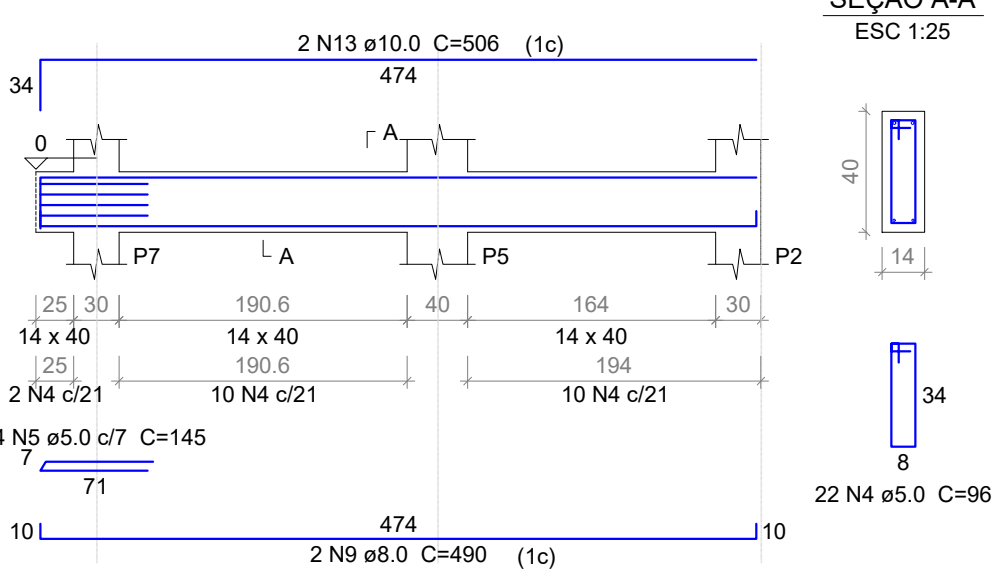 SEÇÃO A-A
ESC 1:25
2 N13 ø10.0 C=506 (1c)
474
34
0
A
A
P7
P5
P2
25 30 190.6 40 164 30
14 x 40 14 x 40 14 x 40
25 190.6 194
2 N4 c/21 10 N4 c/21 10 N4 c/21
4 N5 ø5.0 c/7 C=145
7
71
10 474 10
2 N9 ø8.0 C=490 (1c)
40
14
34
8
22 N4 ø5.0 C=96